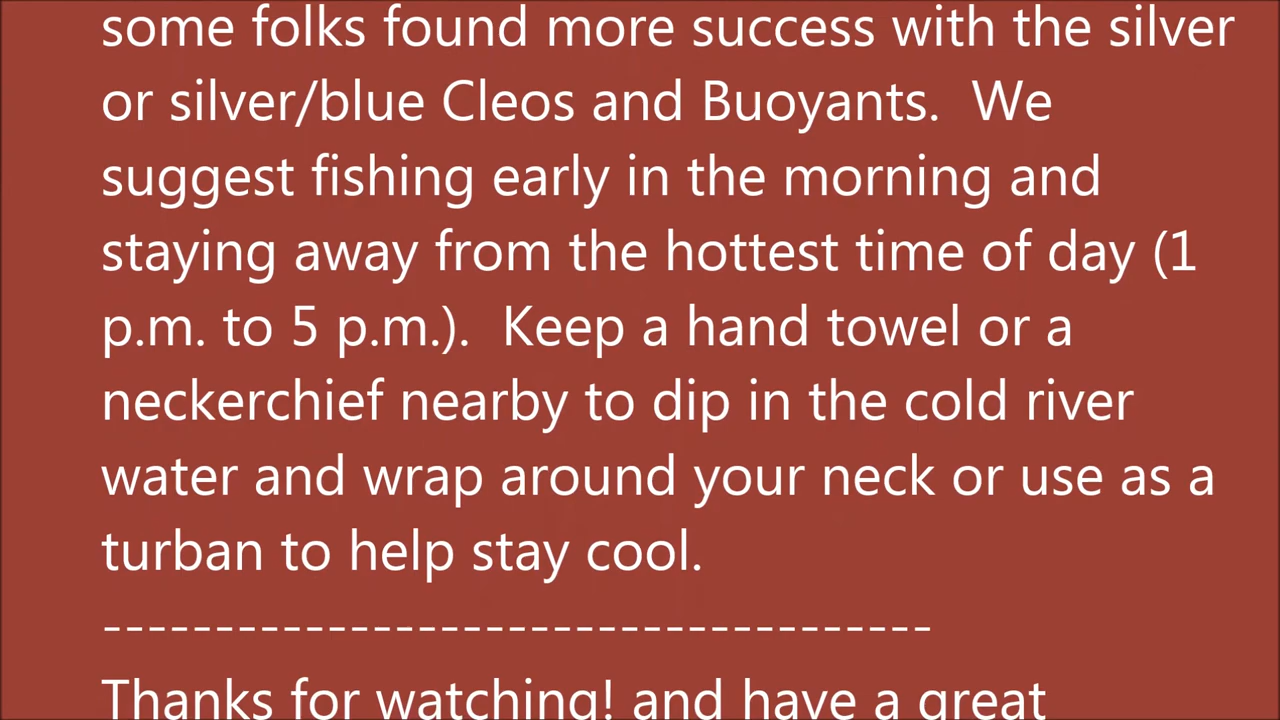 some folks found more success with the silver
or silver/blue Cleos and Buoyants.  We
suggest fishing early in the morning and
staying away from the hottest time of day (1
p.m. to 5 p.m.).  Keep a hand towel or a
neckerchief nearby to dip in the cold river
water and wrap around your neck or use as a
turban to help stay cool.
-------------------------------------
Thanks for watching! and have a great